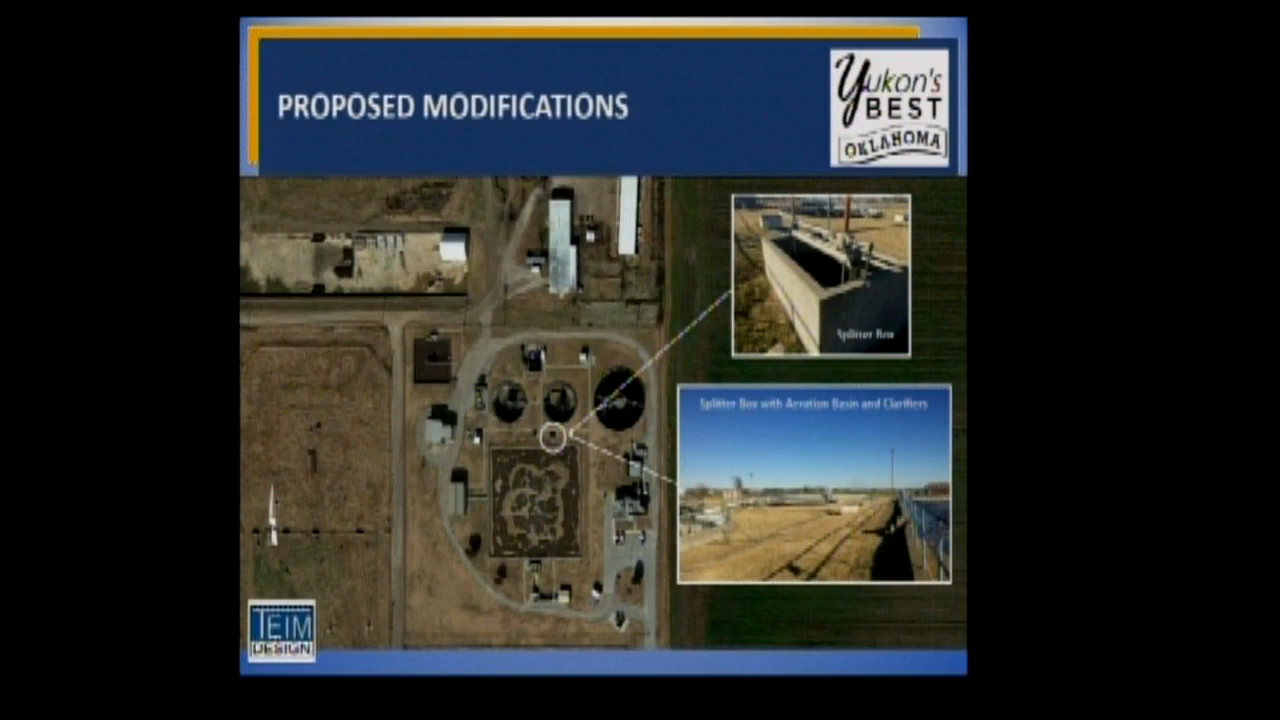 PROPOSED MODIFICATIONS
Yukon's
BEST
OKLAHOMA
Splitter Box
Splitter Box with Aeration Basin and Clarifiers
TEIM
DESIGN